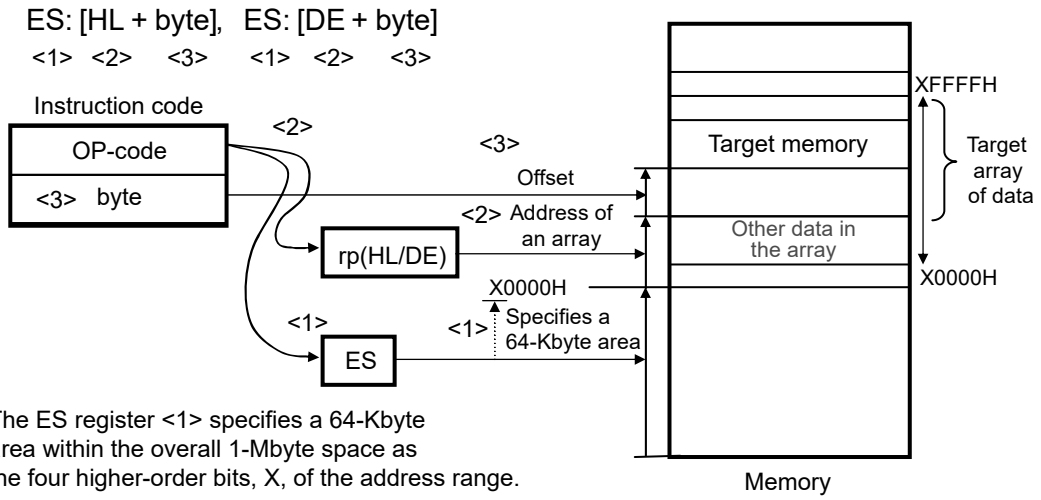 ES: [HL + byte], ES: [DE + byte]
<1> <2> <3> <1> <2> <3>
Instruction code
OP-code
<3> byte
<2>
<3>
Offset
<2> Address of
an array
rp(HL/DE)
X0000H
<1>
Specifies a
64-Kbyte area
<1>
ES
XFFFFH
Target memory
Target
array
of data
Other data in
the array
X0000H
Memory
he ES register <1> specifies a 64-Kbyte
rea within the overall 1-Mbyte space as
he four higher-order bits, X, of the address range.